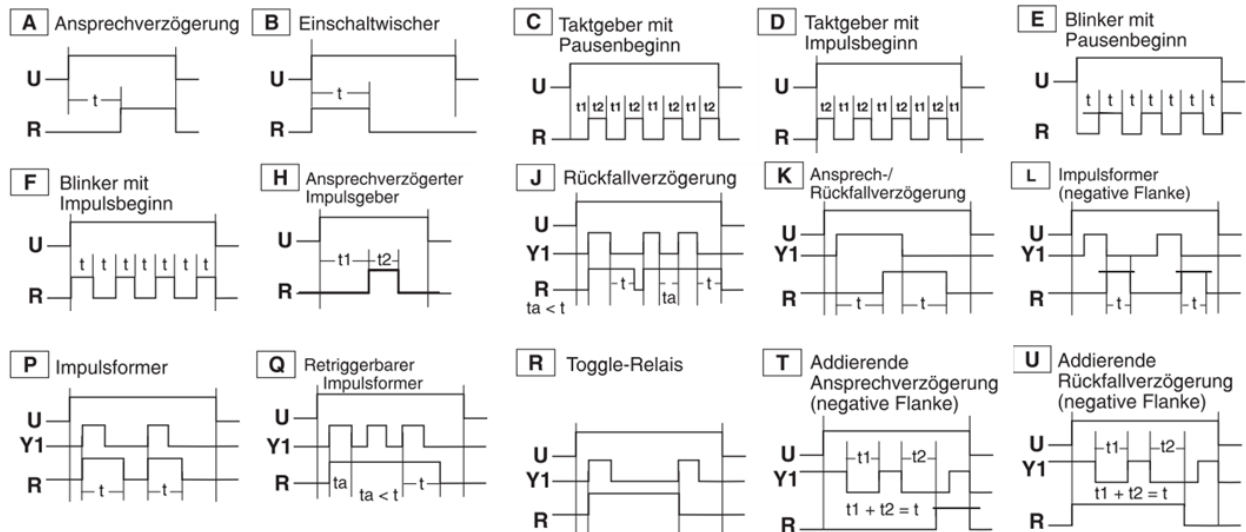 A Ansprechverzögerung
U
t
R
B Einschaltwischer
U
t
R
C Taktgeber mit
Pausenbeginn
U
t1 t2 t1 t2 t1 t2 t1 t2
R
D Taktgeber mit
Impulsbeginn
U
t2 t1 t2 t1 t2 t1 t2 t1
R
E Blinker mit
Pausenbeginn
U
t t t t t t t
R
F Blinker mit
Impulsbeginn
U
t t t t t t t
R
H Ansprechverzögerter
Impulsgeber
U
t1 t2
R
J Rückfallverzögerung
U
Y1
R t ta t
ta < t
K Ansprech-/
Rückfallverzögerung
U
Y1
R
t t
L Impulsformer
(negative Flanke)
U
Y1
R
t t
P Impulsformer
U
Y1
R
t t
Q Retriggerbarer
Impulsformer
U
Y1
R ta t
ta < t
R Toggle-Relais
U
Y1
R
T Addierende
Ansprechverzögerung
(negative Flanke)
U
t1 t2
Y1
t1 + t2 = t
R
U Addierende
Rückfallverzögerung
(negative Flanke)
U
t1 t2
Y1
t1 + t2 = t
R